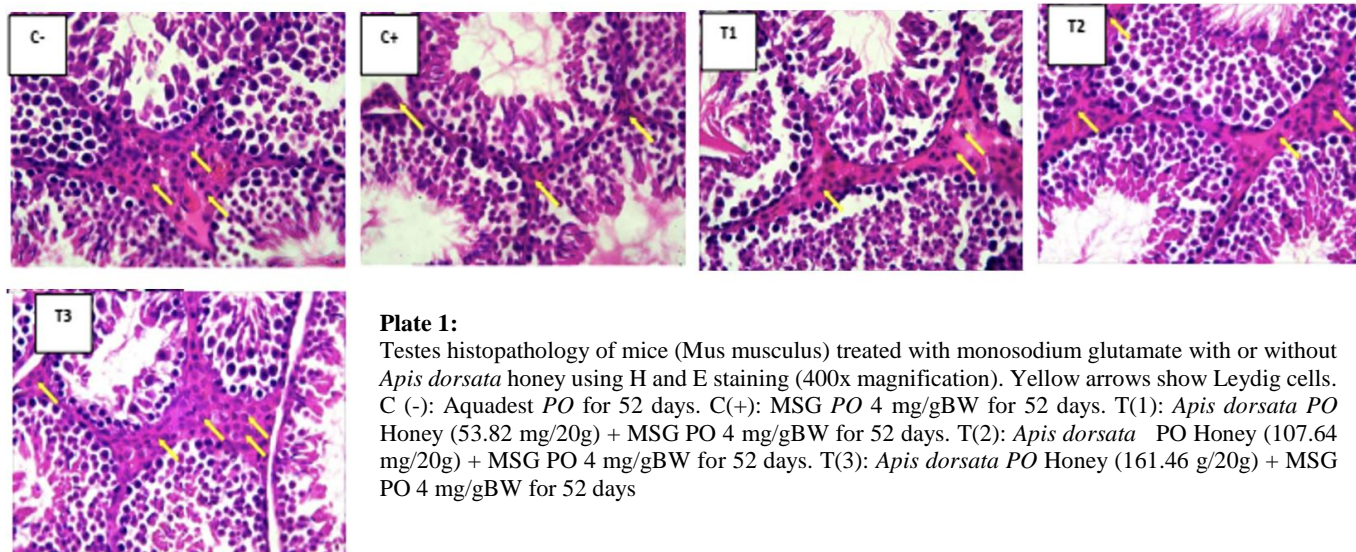 C-
C+
T1
T2
T3
Plate 1:
Testes histopathology of mice (Mus musculus) treated with monosodium glutamate with or without
Apis dorsata honey using H and E staining (400x magnification). Yellow arrows show Leydig cells.
C (-): Aquadest PO for 52 days. C(+): MSG PO 4 mg/gBW for 52 days. T(1): Apis dorsata PO
Honey (53.82 mg/20g) + MSG PO 4 mg/gBW for 52 days. T(2): Apis dorsata PO Honey (107.64
mg/20g) + MSG PO 4 mg/gBW for 52 days. T(3): Apis dorsata PO Honey (161.46 g/20g) + MSG
PO 4 mg/gBW for 52 days